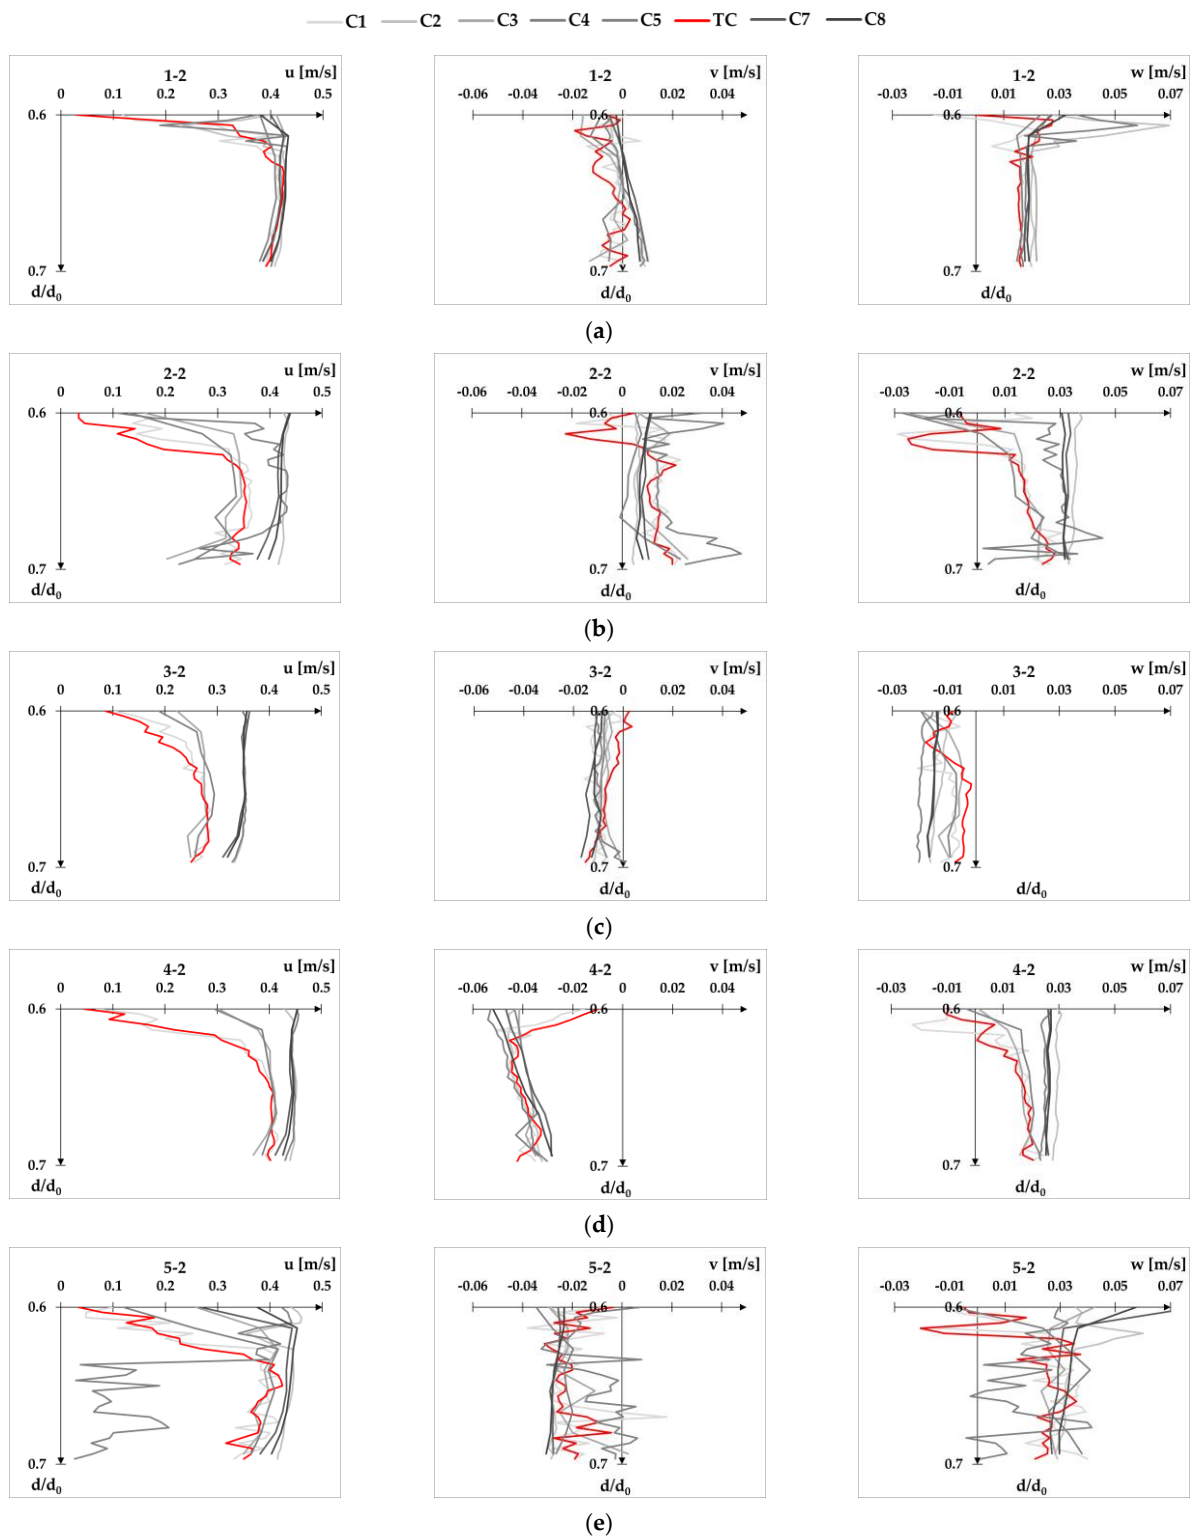 C1 C2 C3 C4 C5 TC C7 C8
1-2 u [m/s] 1-2 v [m/s] 1-2 w [m/s]
0 0.1 0.2 0.3 0.4 0.5 -0.06 -0.04 -0.02 0 0.02 0.04 -0.03 -0.01 0.01 0.03 0.05 0.07
0.6 0.6 0.6
0.7 0.7 0.7
d/d0 d/d0 d/d0
(a)
2-2 u [m/s] 2-2 v [m/s] 2-2 w [m/s]
0 0.1 0.2 0.3 0.4 0.5 -0.06 -0.04 -0.02 0 0.02 0.04 -0.03 -0.01 0.01 0.03 0.05 0.07
0.6 0.6 0.6
0.7 0.7 0.7
d/d0 d/d0 d/d0
(b)
3-2 u [m/s] 3-2 v [m/s] 3-2 w [m/s]
0 0.1 0.2 0.3 0.4 0.5 -0.06 -0.04 -0.02 0 0.02 0.04 -0.03 -0.01 0.01 0.03 0.05 0.07
0.6 0.6 0.6
0.7 0.7 0.7
d/d0 d/d0 d/d0
(c)
4-2 u [m/s] 4-2 v [m/s] 4-2 w [m/s]
0 0.1 0.2 0.3 0.4 0.5 -0.06 -0.04 -0.02 0 0.02 0.04 -0.03 -0.01 0.01 0.03 0.05 0.07
0.6 0.6 0.6
0.7 0.7 0.7
d/d0 d/d0 d/d0
(d)
5-2 u [m/s] 5-2 v [m/s] 5-2 w [m/s]
0 0.1 0.2 0.3 0.4 0.5 -0.06 -0.04 -0.02 0 0.02 0.04 -0.03 -0.01 0.01 0.03 0.05 0.07
0.6 0.6 0.6
0.7 0.7 0.7
d/d0 d/d0 d/d0
(e)